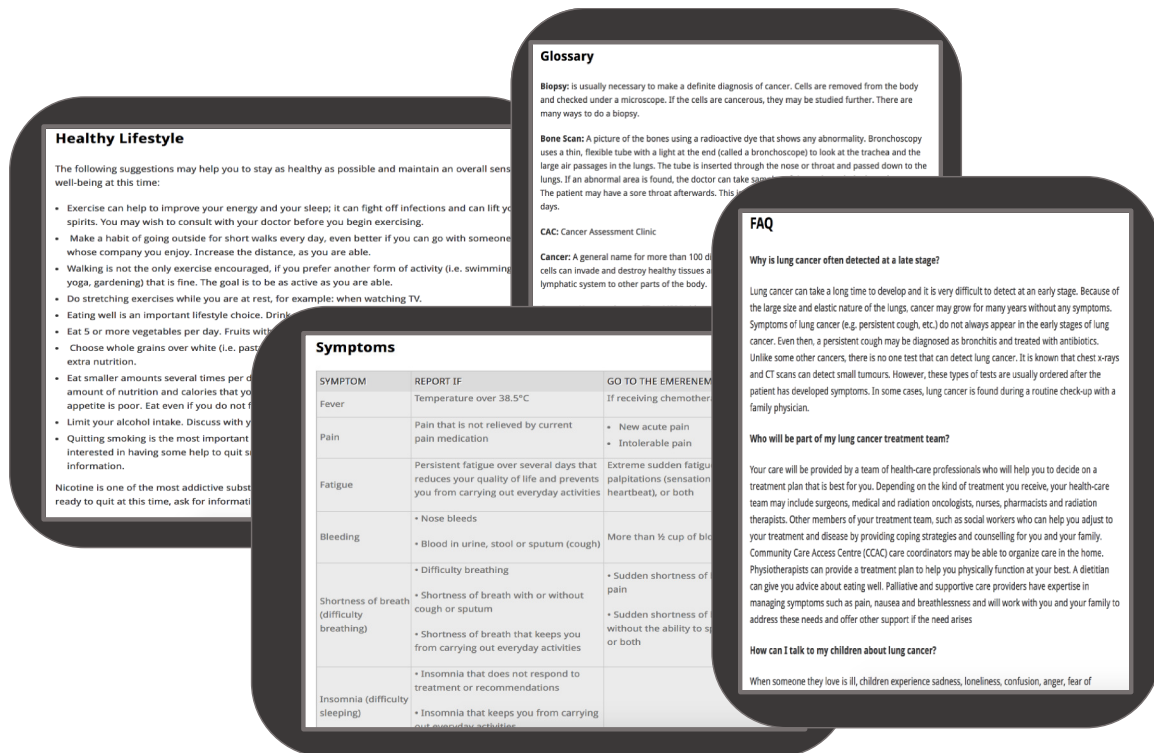 Healthy Lifestyle
The following suggestions may help you to stay as healthy as possible and maintain an overall
well-being at this time:
• Exercise can help to improve your energy and your sleep; it can fight off infections and can lift
spirits. You may wish to consult with your doctor before you begin exercising.
• Make a habit of going outside for short walks every day, even better if you can go with someone
whose company you enjoy. Increase the distance, as you are able.
• Walking is not the only exercise encouraged, if you prefer another form of activity (i.e. swimming
yoga, gardening) that is fine. The goal is to be as active as you are able.
• Do stretching exercises while you are at rest, for example: when watching TV.
• Eating well is an important lifestyle choice.
• Eat 5 or more vegetables per day. Fruits
• Choose whole grains over white (i.e.
extra nutrition.
• Eat smaller amounts several times per
amount of nutrition and calories that
appetite is poor. Eat even if you do not
• Limit your alcohol intake. Discuss with
• Quitting smoking is the most important
interested in having some help to quit
information.
Nicotine is one of the most addictive
ready to quit at this time, ask for
Glossary
Biopsy: is usually necessary to make a definite diagnosis of cancer. Cells are removed from the body
and checked under a microscope. If the cells are cancerous, they may be studied further. There are
many ways to do a biopsy.
Bone Scan: A picture of the bones using a radioactive dye that shows any abnormality. Bronchoscopy
uses a thin, flexible tube with a light at the end (called a bronchoscope) to look at the trachea and the
large air passages in the lungs. The tube is inserted through the nose or throat and passed down to the
lungs. If an abnormal area is found, the doctor can take
The patient may have a sore throat afterwards. This
days.
CAC: Cancer Assessment Clinic
Cancer: A general name for more than 100
cells can invade and destroy healthy tissues
lymphatic system to other parts of the body.
Symptoms
SYMPTOM REPORT IF GO TO THE
Fever Temperature over 38.5°C If receiving
Pain Pain that is not relieved by current
pain medication
• New acute pain
• Intolerable pain
Fatigue Persistent fatigue over several days that
reduces your quality of life and prevents
you from carrying out everyday activities
Extreme sudden
palpitations (sensation
heartbeat), or both
Bleeding • Nose bleeds
• Blood in urine, stool or sputum (cough)
More than ½ cup of
Shortness of breath
(difficulty
breathing)
• Difficulty breathing
• Shortness of breath with or without
cough or sputum
• Shortness of breath that keeps you
from carrying out everyday activities
• Sudden shortness of
pain
• Sudden shortness of
without the ability to
or both
Insomnia (difficulty
sleeping)
• Insomnia that does not respond to
treatment or recommendations
• Insomnia that keeps you from carrying
out everyday activities
FAQ
Why is lung cancer often detected at a late stage?
Lung cancer can take a long time to develop and it is very difficult to detect at an early stage. Because of
the large size and elastic nature of the lungs, cancer may grow for many years without any symptoms.
Symptoms of lung cancer (e.g. persistent cough, etc.) do not always appear in the early stages of lung
cancer. Even then, a persistent cough may be diagnosed as bronchitis and treated with antibiotics.
Unlike some other cancers, there is no one test that can detect lung cancer. It is known that chest x-rays
and CT scans can detect small tumours. However, these types of tests are usually ordered after the
patient has developed symptoms. In some cases, lung cancer is found during a routine check-up with a
family physician.
Who will be part of my lung cancer treatment team?
Your care will be provided by a team of health-care professionals who will help you to decide on a
treatment plan that is best for you. Depending on the kind of treatment you receive, your health-care
team may include surgeons, medical and radiation oncologists, nurses, pharmacists and radiation
therapists. Other members of your treatment team, such as social workers who can help you adjust to
your treatment and disease by providing coping strategies and counselling for you and your family.
Community Care Access Centre (CCAC) care coordinators may be able to organize care in the home.
Physiotherapists can provide a treatment plan to help you physically function at your best. A dietitian
can give you advice about eating well. Palliative and supportive care providers have expertise in
managing symptoms such as pain, nausea and breathlessness and will work with you and your family to
address these needs and offer other support if the need arises
How can I talk to my children about lung cancer?
When someone they love is ill, children experience sadness, loneliness, confusion, anger, fear of